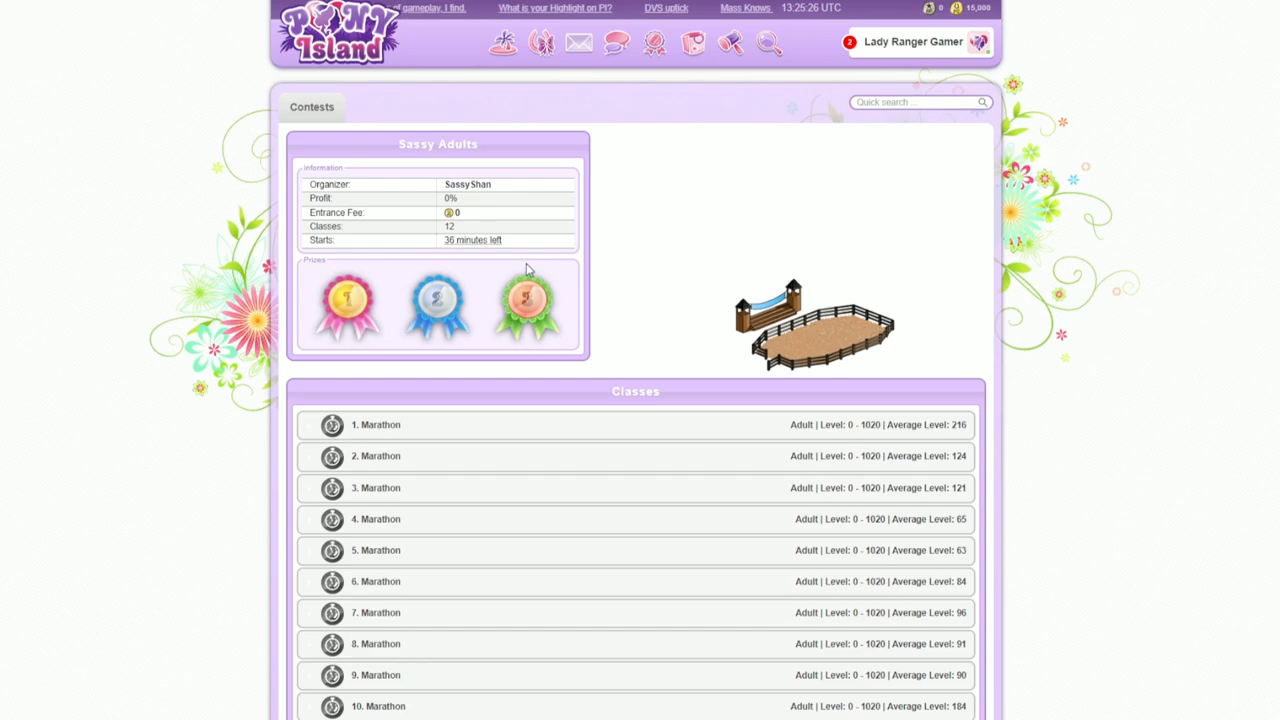 of gameplay, I find. What is your Highlight on PI? DVS uptick Mass Knows. 13:25:26 UTC 0 15,000
PONY
Island
2 Lady Ranger Gamer
Contests
Quick search ...
Sassy Adults
Information
Organizer: SassyShan
Profit: 0%
Entrance Fee: 0
Classes: 12
Starts: 36 minutes left
Prizes
1 2 3
Classes
1. Marathon Adult | Level: 0 - 1020 | Average Level: 216
2. Marathon Adult | Level: 0 - 1020 | Average Level: 124
3. Marathon Adult | Level: 0 - 1020 | Average Level: 121
4. Marathon Adult | Level: 0 - 1020 | Average Level: 65
5. Marathon Adult | Level: 0 - 1020 | Average Level: 63
6. Marathon Adult | Level: 0 - 1020 | Average Level: 84
7. Marathon Adult | Level: 0 - 1020 | Average Level: 96
8. Marathon Adult | Level: 0 - 1020 | Average Level: 91
9. Marathon Adult | Level: 0 - 1020 | Average Level: 90
10. Marathon Adult | Level: 0 - 1020 | Average Level: 184